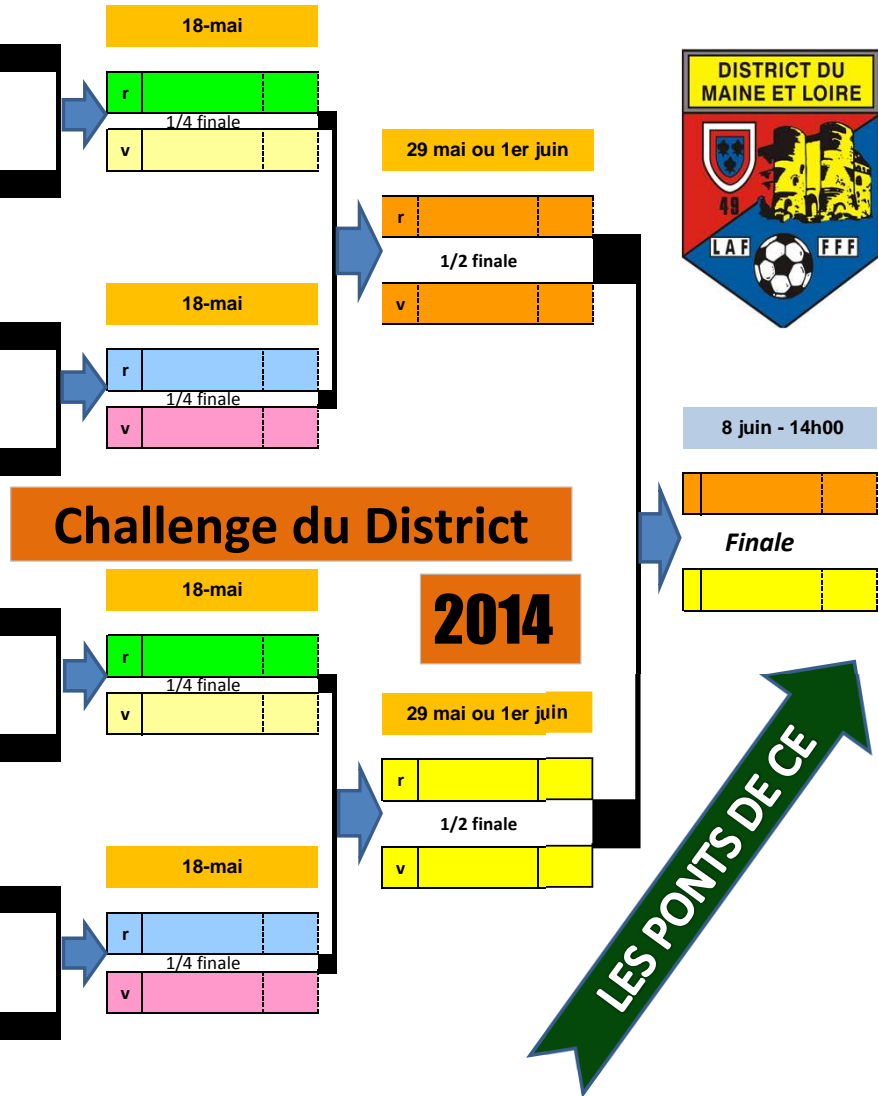 18-mai
r
1/4 finale
v
18-mai
r
1/4 finale
v
29 mai ou 1er juin
r
1/2 finale
v
DISTRICT DU
MAINE ET LOIRE
49
LAF FFF
8 juin - 14h00
Finale
Challenge du District
2014
18-mai
r
1/4 finale
v
18-mai
r
1/4 finale
v
29 mai ou 1er juin
r
1/2 finale
v
LES PONTS DE CE